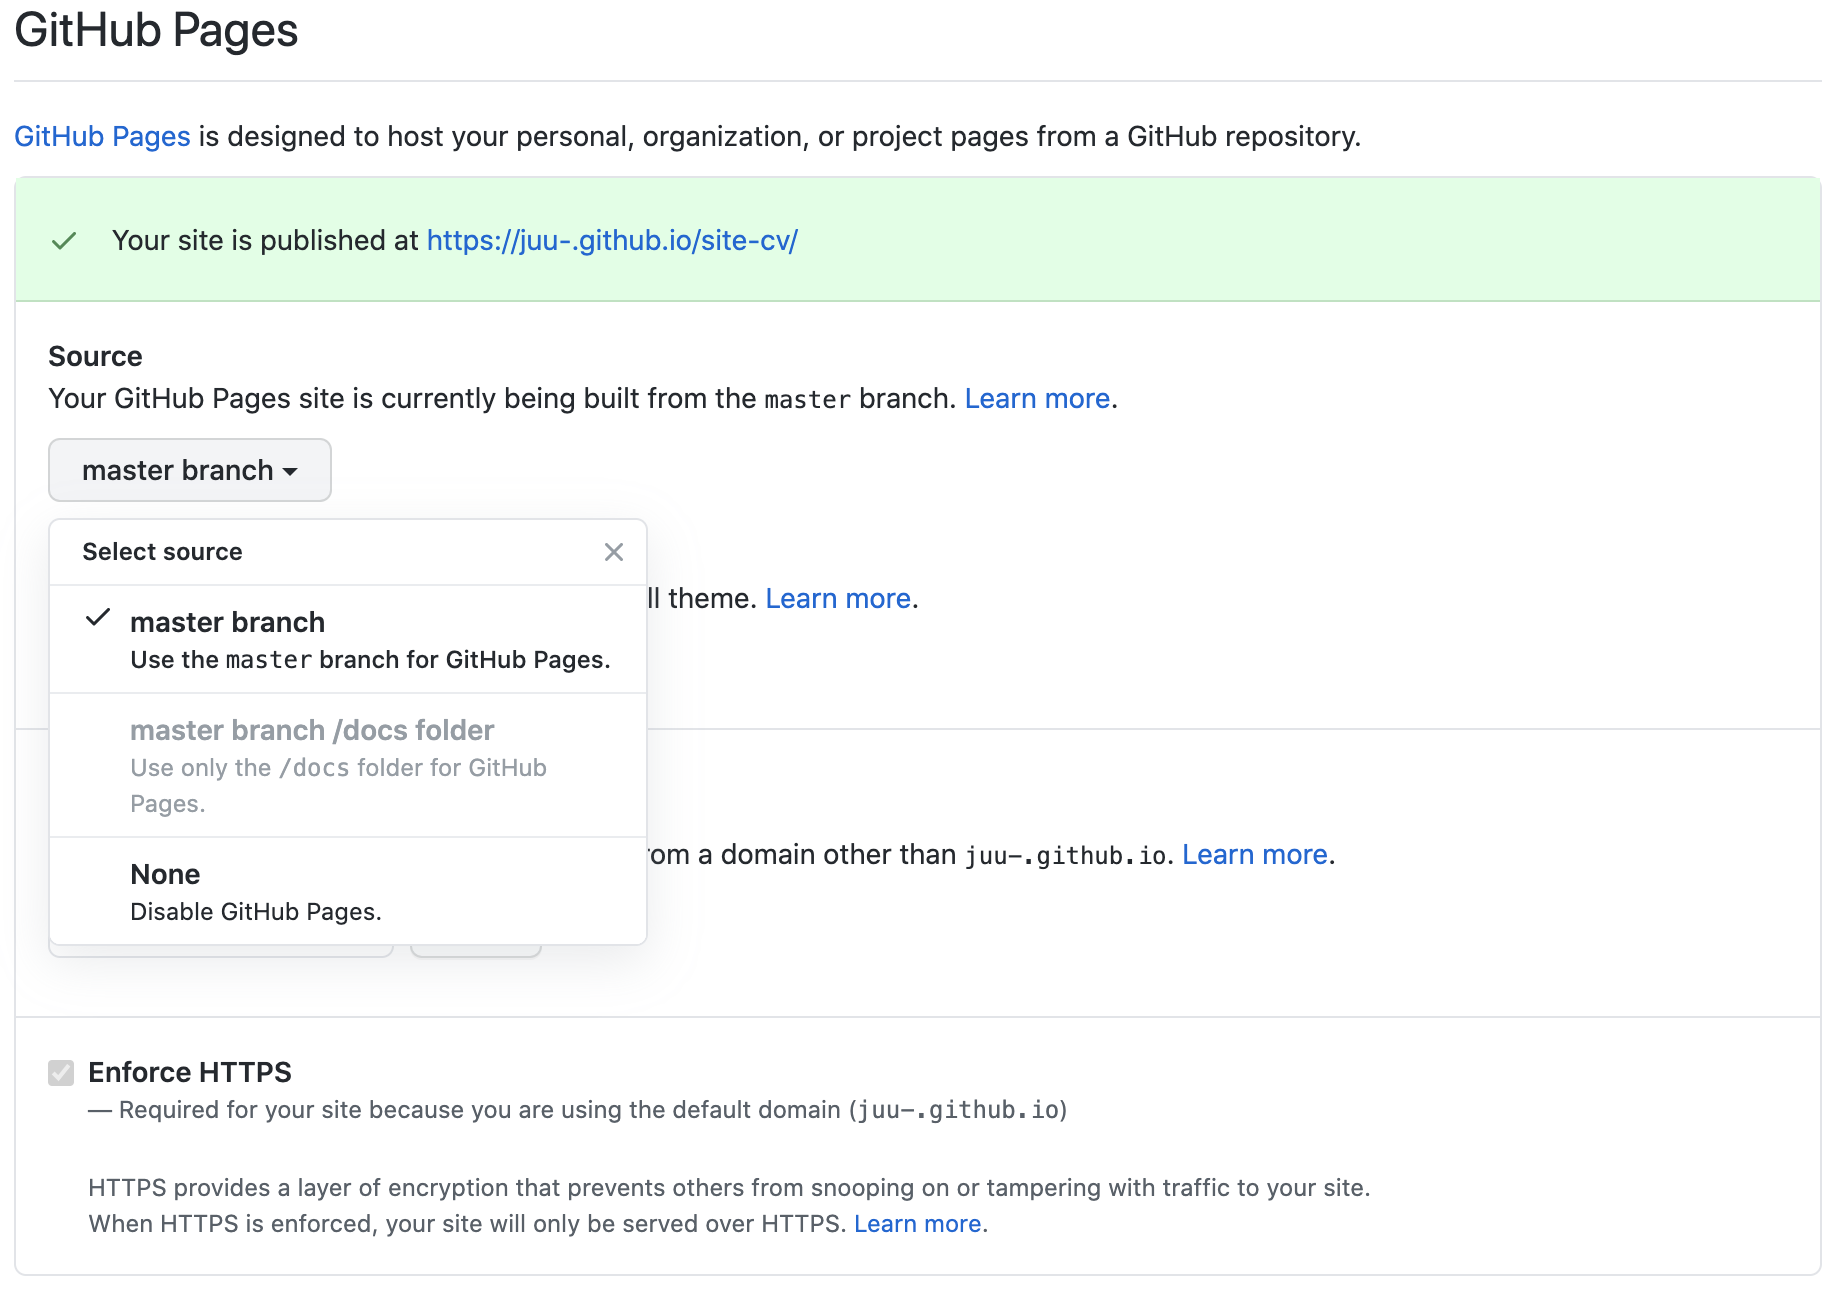 GitHub Pages
GitHub Pages is designed to host your personal, organization, or project pages from a GitHub repository.
Your site is published at https://juu-.github.io/site-cv/
Source
Your GitHub Pages site is currently being built from the master branch. Learn more.
master branch
Select source
ll theme. Learn more.
master branch
Use the master branch for GitHub Pages.
master branch /docs folder
Use only the /docs folder for GitHub
Pages.
om a domain other than juu-.github.io. Learn more.
None
Disable GitHub Pages.
Enforce HTTPS
— Required for your site because you are using the default domain (juu-.github.io)
HTTPS provides a layer of encryption that prevents others from snooping on or tampering with traffic to your site.
When HTTPS is enforced, your site will only be served over HTTPS. Learn more.